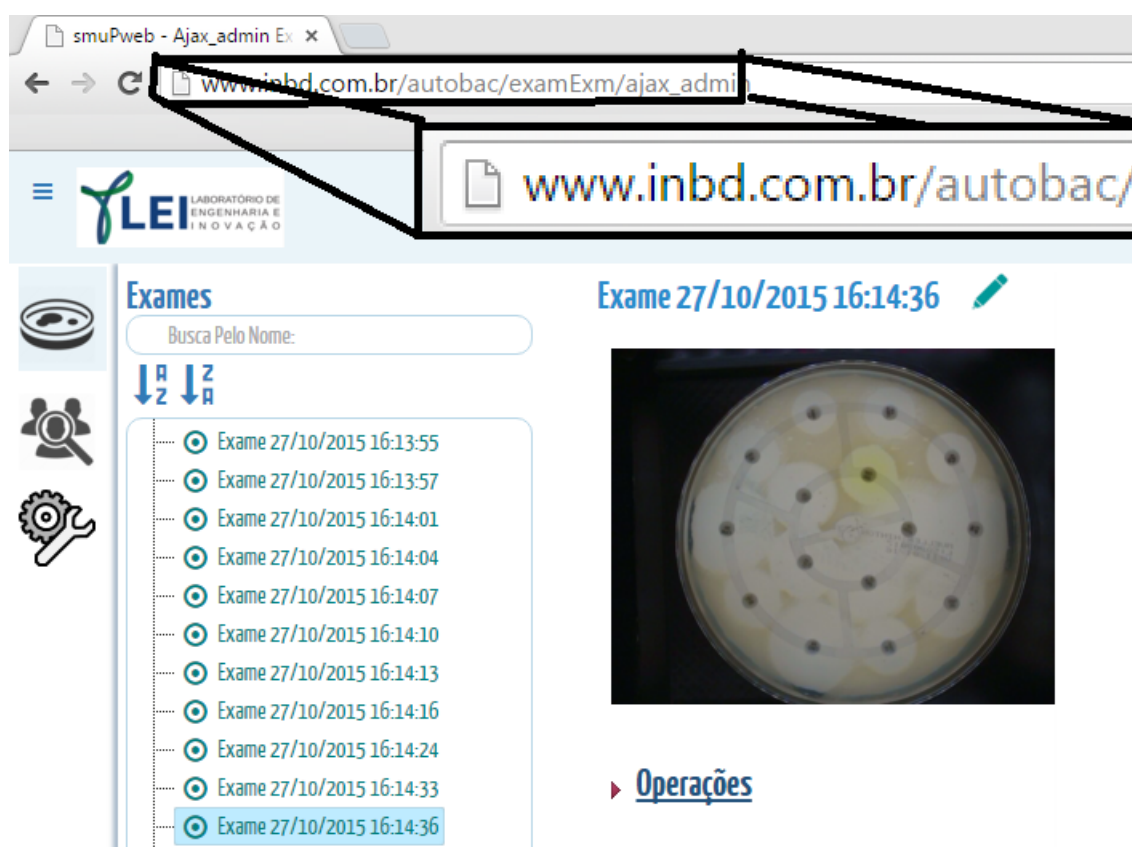 smuPweb - Ajax_admin Ex
www.inbd.com.br/autobac/examExm/ajax_admin
www.inbd.com.br/autobac/
LEI LABORATÓRIO DE
ENGENHARIA E
INOVAÇÃO
Exames
Busca Pelo Nome:
A Z
Z A
Exame 27/10/2015 16:13:55
Exame 27/10/2015 16:13:57
Exame 27/10/2015 16:14:01
Exame 27/10/2015 16:14:04
Exame 27/10/2015 16:14:07
Exame 27/10/2015 16:14:10
Exame 27/10/2015 16:14:13
Exame 27/10/2015 16:14:16
Exame 27/10/2015 16:14:24
Exame 27/10/2015 16:14:33
Exame 27/10/2015 16:14:36
Exame 27/10/2015 16:14:36
Operações